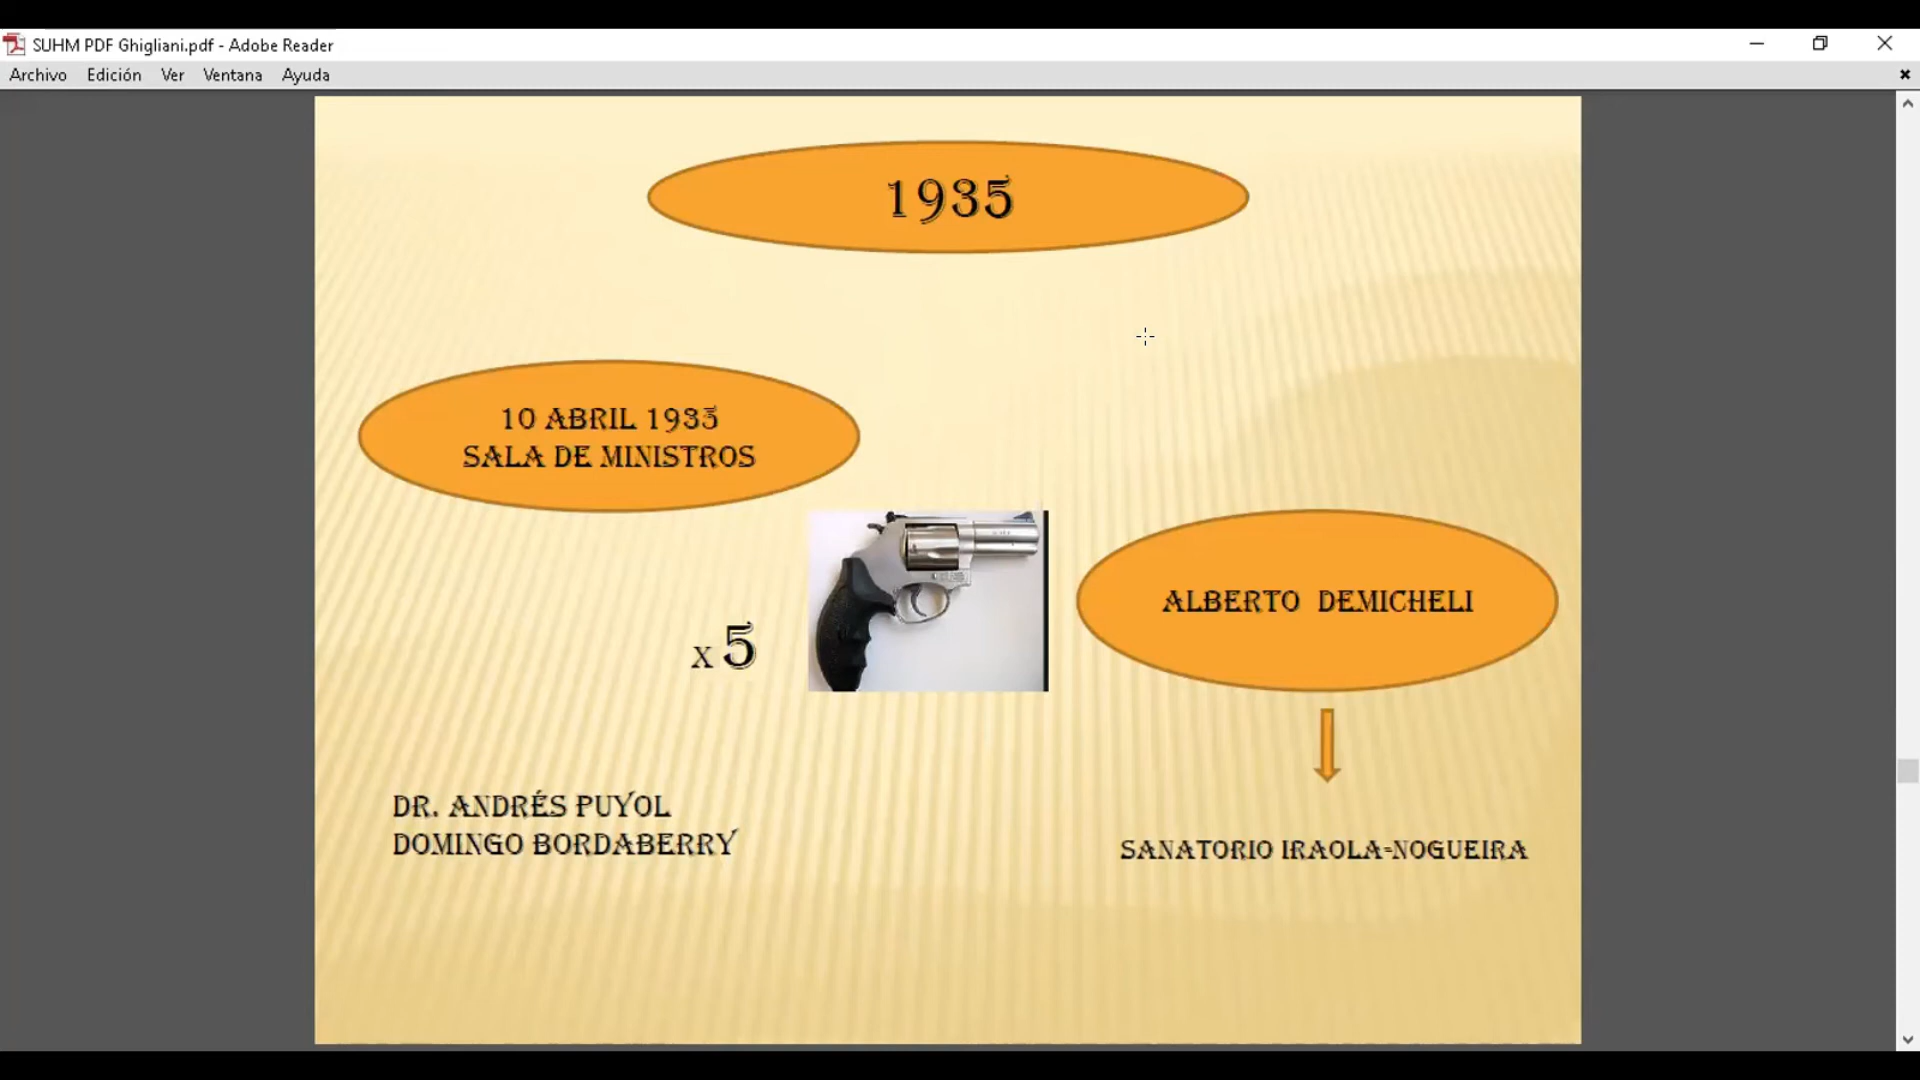 SUHM PDF Ghigliani.pdf - Adobe Reader
Archivo Edición Ver Ventana Ayuda
1935
10 ABRIL 1935
SALA DE MINISTROS
X 5
ALBERTO DEMICHELI
DR. ANDRÉS PUYOL
DOMINGO BORDABERRY
SANATORIO IRAOLA-NOGUEIRA